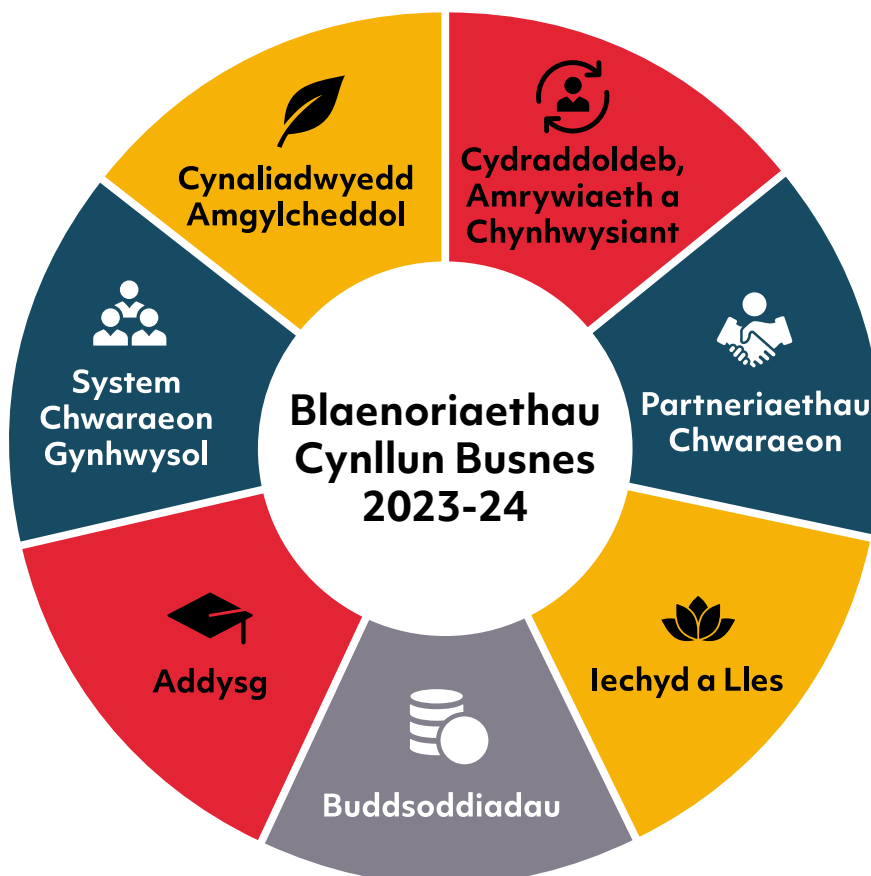 Blaenoriaethau
Cynllun Busnes
2023-24
Cydraddoldeb,
Amrywiaeth a
Chynhwysiant
Partneriaethau
Chwaraeon
Iechyd a Lles
Buddsoddiadau
Addysg
System
Chwaraeon
Gynhwysol
Cynaliadwyedd
Amgylcheddol